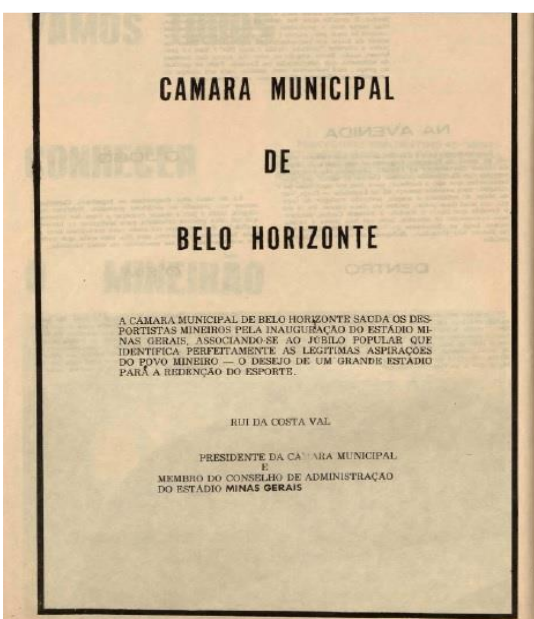 CAMARA MUNICIPAL
DE
BELO HORIZONTE
A CÂMARA MUNICIPAL DE BELO HORIZONTE SAÚDA OS DES-
PORTISTAS MINEIROS PELA INAUGURAÇÃO DO ESTÁDIO MI-
NAS GERAIS, ASSOCIANDO-SE AO JÚBILO POPULAR QUE
IDENTIFICA PERFEITAMENTE AS LEGÍTIMAS ASPIRAÇÕES
DO POVO MINEIRO — O DESEJO DE UM GRANDE ESTÁDIO
PARA A REDENÇÃO DO ESPORTE.
RUI DA COSTA VAL
PRESIDENTE DA CAMARA MUNICIPAL
E
MEMBRO DO CONSELHO DE ADMINISTRAÇÃO
DO ESTÁDIO MINAS GERAIS